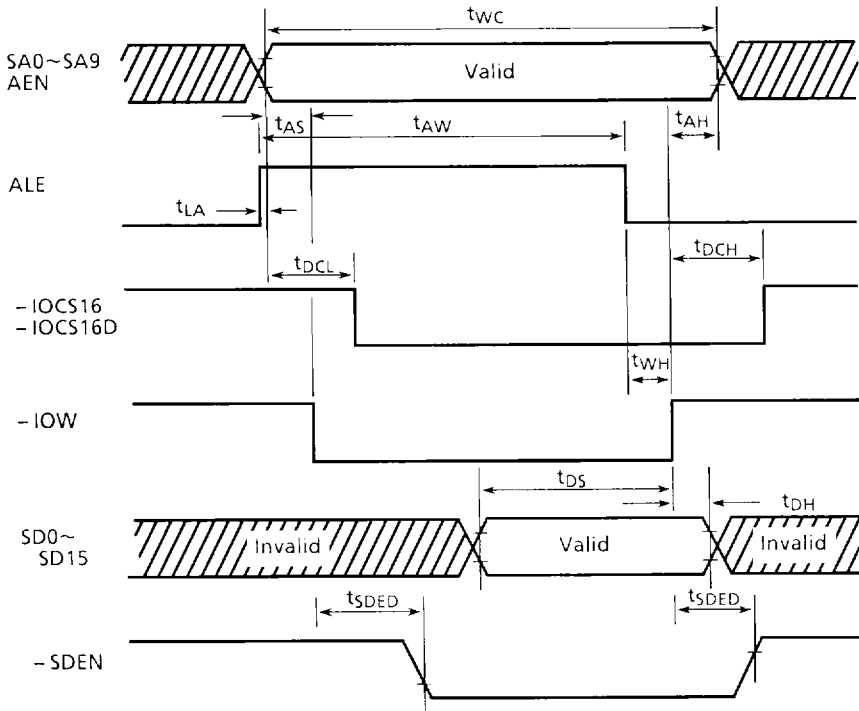 tWC
SA0~SA9
AEN
Valid
tAS
tAW
tAH
ALE
tLA
tDCL
tDCH
-IOCS16
-IOCS16D
tWH
-IOW
tDS
tDH
SD0~
SD15
Invalid
Valid
Invalid
tSDED
tSDED
-SDEN